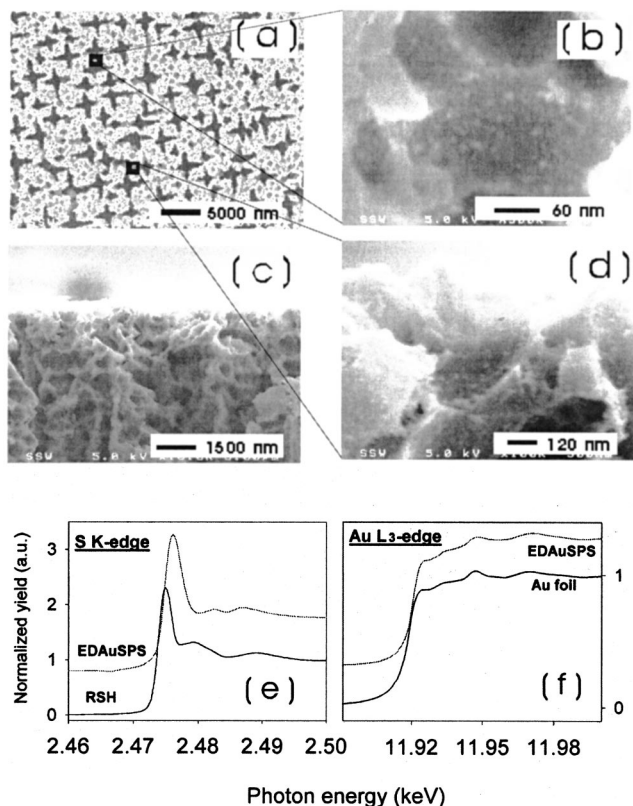 (a)
5000 nm
(b)
60 nm
SSW 5.0 kV
(c)
1500 nm
SSW 5.0 kV
(d)
120 nm
SSW 5.0 kV
S K-edge
EDAuSPS
RSH
(e)
Normalized yield (a.u.)
3
2
1
0
2.46 2.47 2.48 2.49 2.50
Au L3-edge
EDAuSPS
Au foil
(f)
1
0
11.92 11.95 11.98
Photon energy (keV)